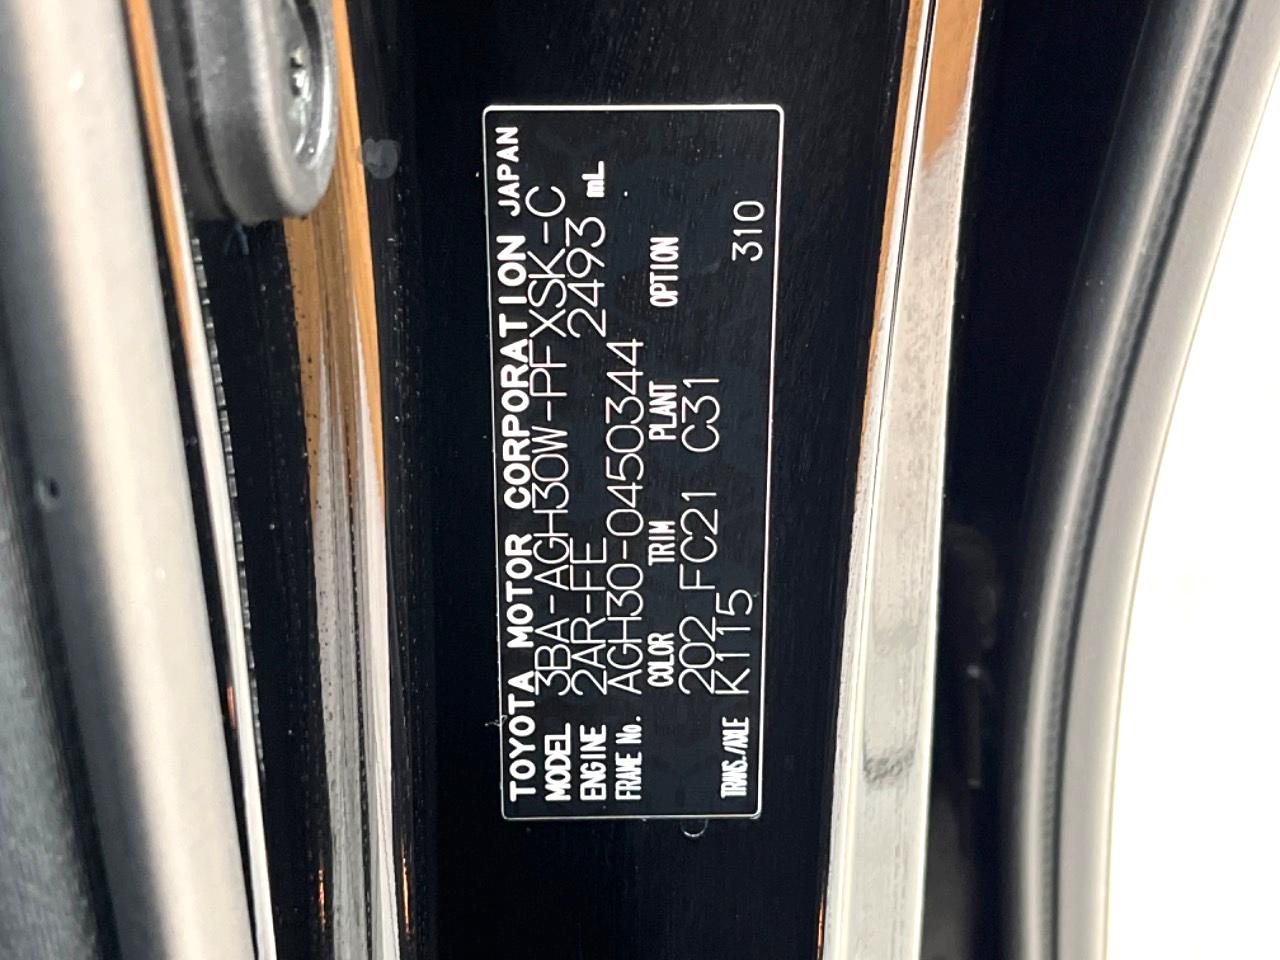 TOYOTA MOTOR CORPORATION JAPAN
MODEL 3BA-AGH30W-PFXSK-C
ENGINE 2AR-FE 2493 mL
FRAME No. AGH30-0450344
COLOR TRIM PLANT OPTION
202 FC21 C31
TRANS./AXLE K115 310